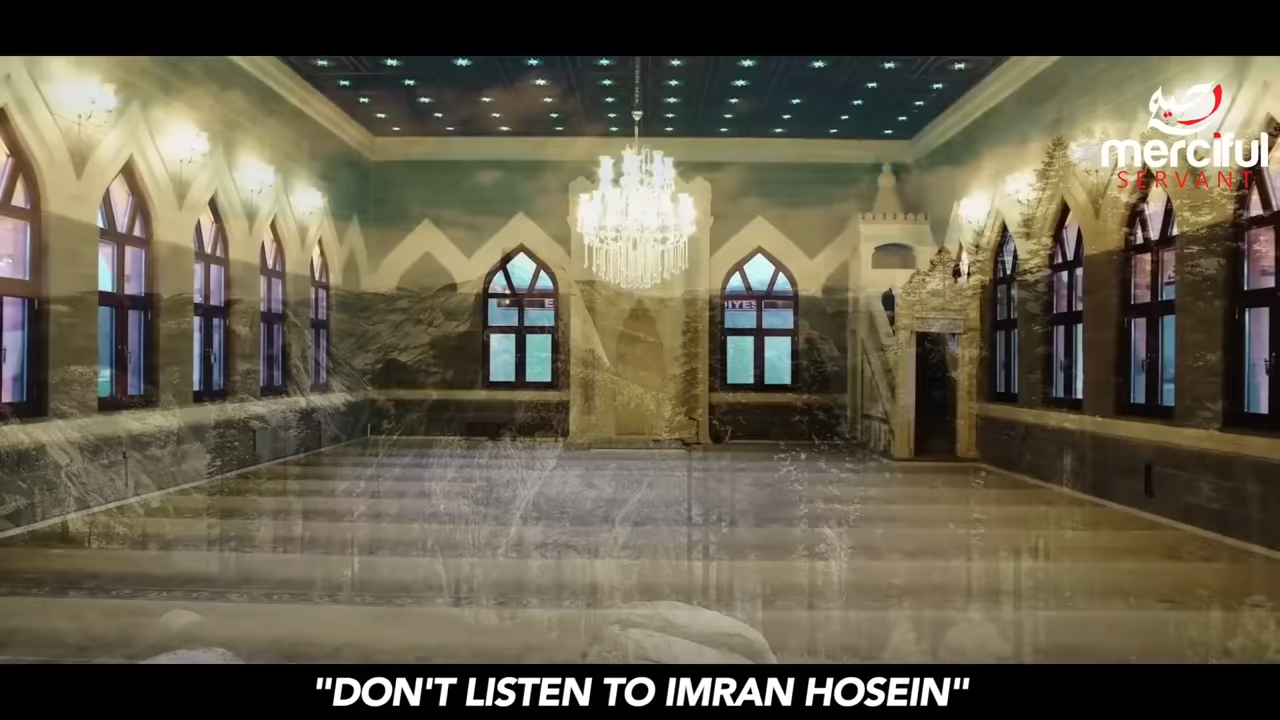 merciful
SERVANT
"DON'T LISTEN TO IMRAN HOSEIN"